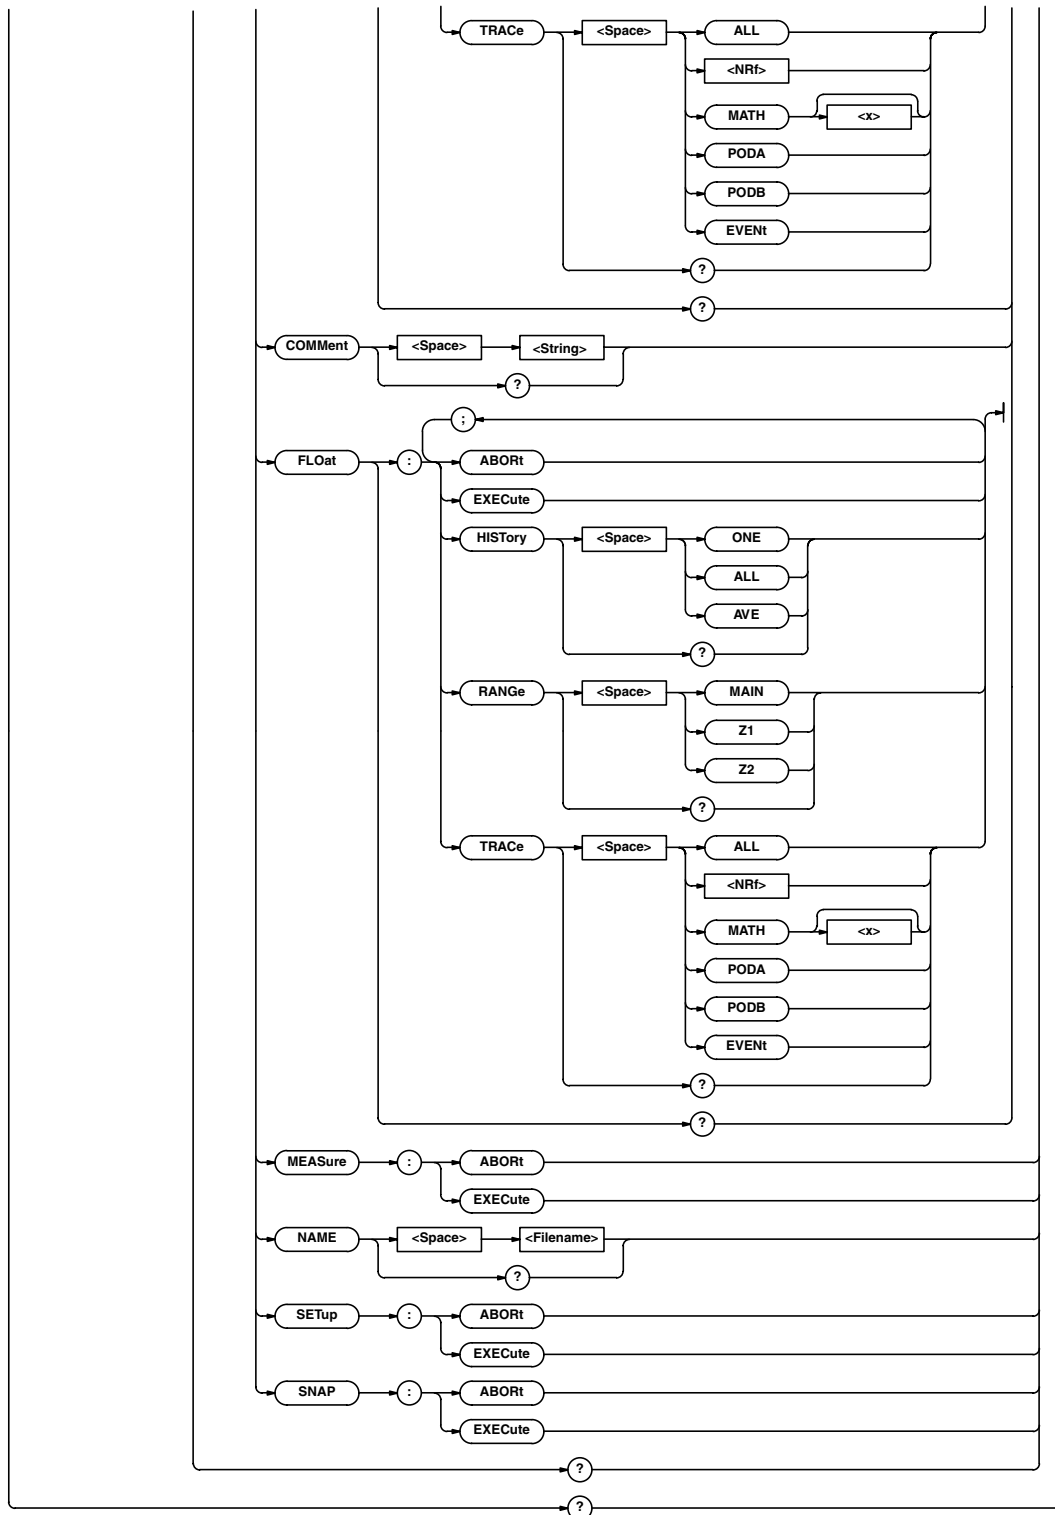 TRACe <Space> ALL
<NRf>
MATH <x>
PODA
PODB
EVENt
?
?
COMMent <Space> <String>
?
;
FLOat : ABORt
EXECute
HISTory <Space> ONE
ALL
AVE
?
RANGe <Space> MAIN
Z1
Z2
?
TRACe <Space> ALL
<NRf>
MATH <x>
PODA
PODB
EVENt
?
?
MEASure : ABORt
EXECute
NAME <Space> <Filename>
?
SETup : ABORt
EXECute
SNAP : ABORt
EXECute
?
?